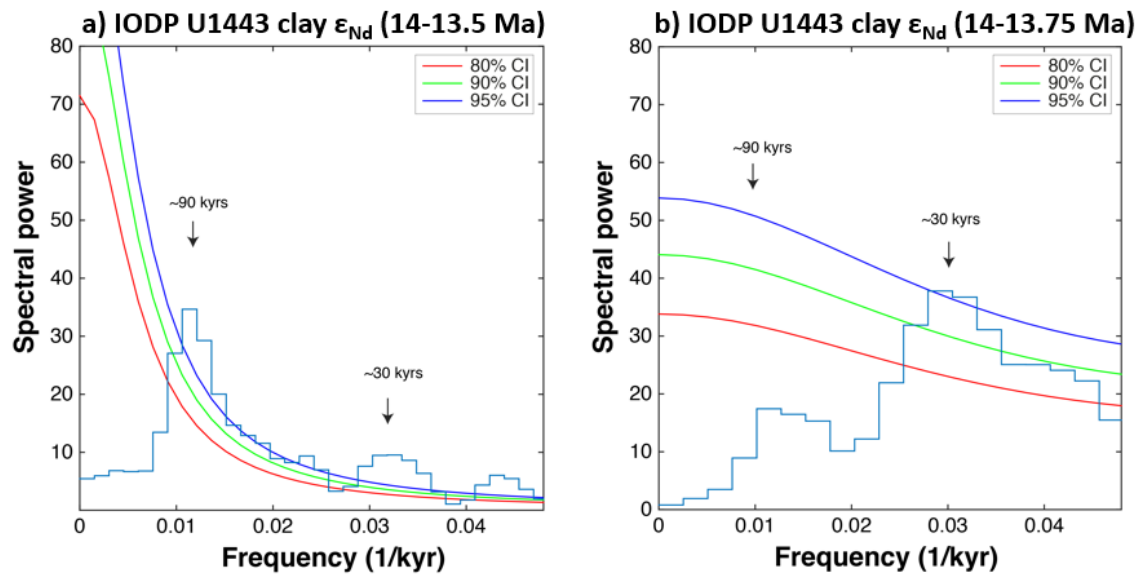 a) IODP U1443 clay εNd (14-13.5 Ma)
80
70
60
50
40
30
20
10
0
0.01
0.02
0.03
0.04
Spectral power
Frequency (1/kyr)
80% CI
90% CI
95% CI
~90 kyrs
~30 kyrs
b) IODP U1443 clay εNd (14-13.75 Ma)
80
70
60
50
40
30
20
10
0
0
0.01
0.02
0.03
0.04
Spectral power
Frequency (1/kyr)
80% CI
90% CI
95% CI
~90 kyrs
~30 kyrs